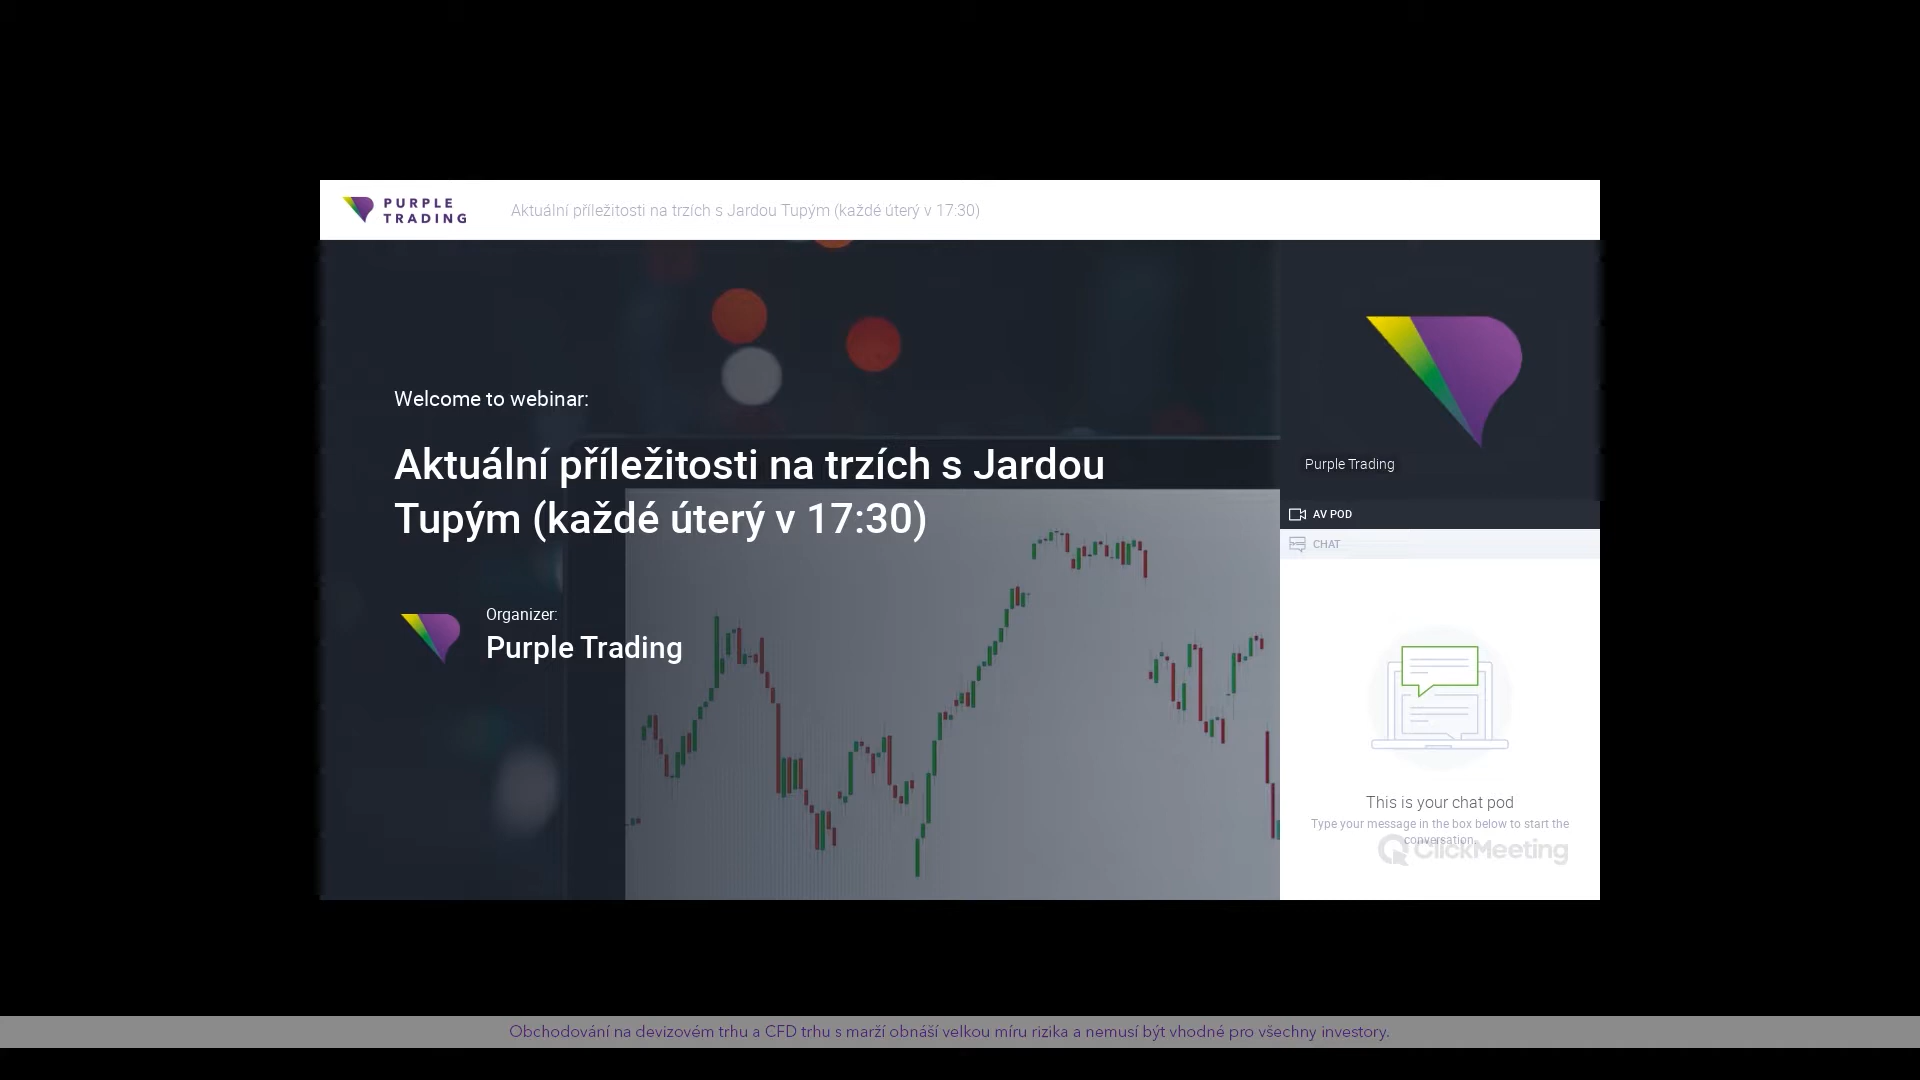 PURPLE
TRADING
Aktuální příležitosti na trzích s Jardou Tupým (každé úterý v 17:30)
Welcome to webinar:
Aktuální příležitosti na trzích s Jardou
Tupým (každé úterý v 17:30)
Organizer:
Purple Trading
Purple Trading
AV POD
CHAT
This is your chat pod
Type your message in the box below to start the
conversation.
ClickMeeting
Obchodování na devizovém trhu a CFD trhu s marží obnáší velkou míru rizika a nemusí být vhodné pro všechny investory.